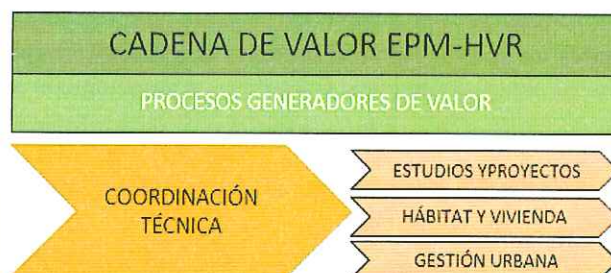 CADENA DE VALOR EPM-HVR
PROCESOS GENERADORES DE VALOR
COORDINACIÓN
TÉCNICA
ESTUDIOS YPROYECTOS
HÁBITAT Y VIVIENDA
GESTIÓN URBANA